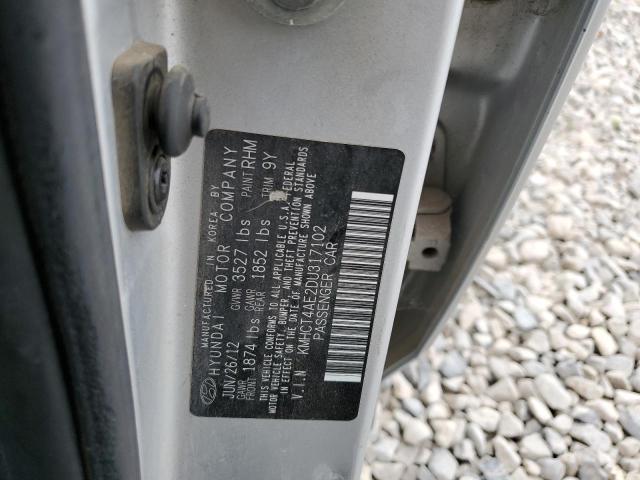 MANUFACTURED IN KOREA BY
HYUNDAI MOTOR COMPANY
JUN/26/12 GVWR 3527 lbs PAINT RHM
GAWR FRONT 1874 lbs GAWR REAR 1852 lbs TRIM 9Y
THIS VEHICLE CONFORMS TO ALL APPLICABLE U.S.A. FEDERAL
MOTOR VEHICLE SAFETY, BUMPER, AND THEFT PREVENTION STANDARDS
IN EFFECT ON THE DATE OF MANUFACTURE SHOWN ABOVE
V.I.N KMHCT4AE2DU317102
PASSENGER CAR